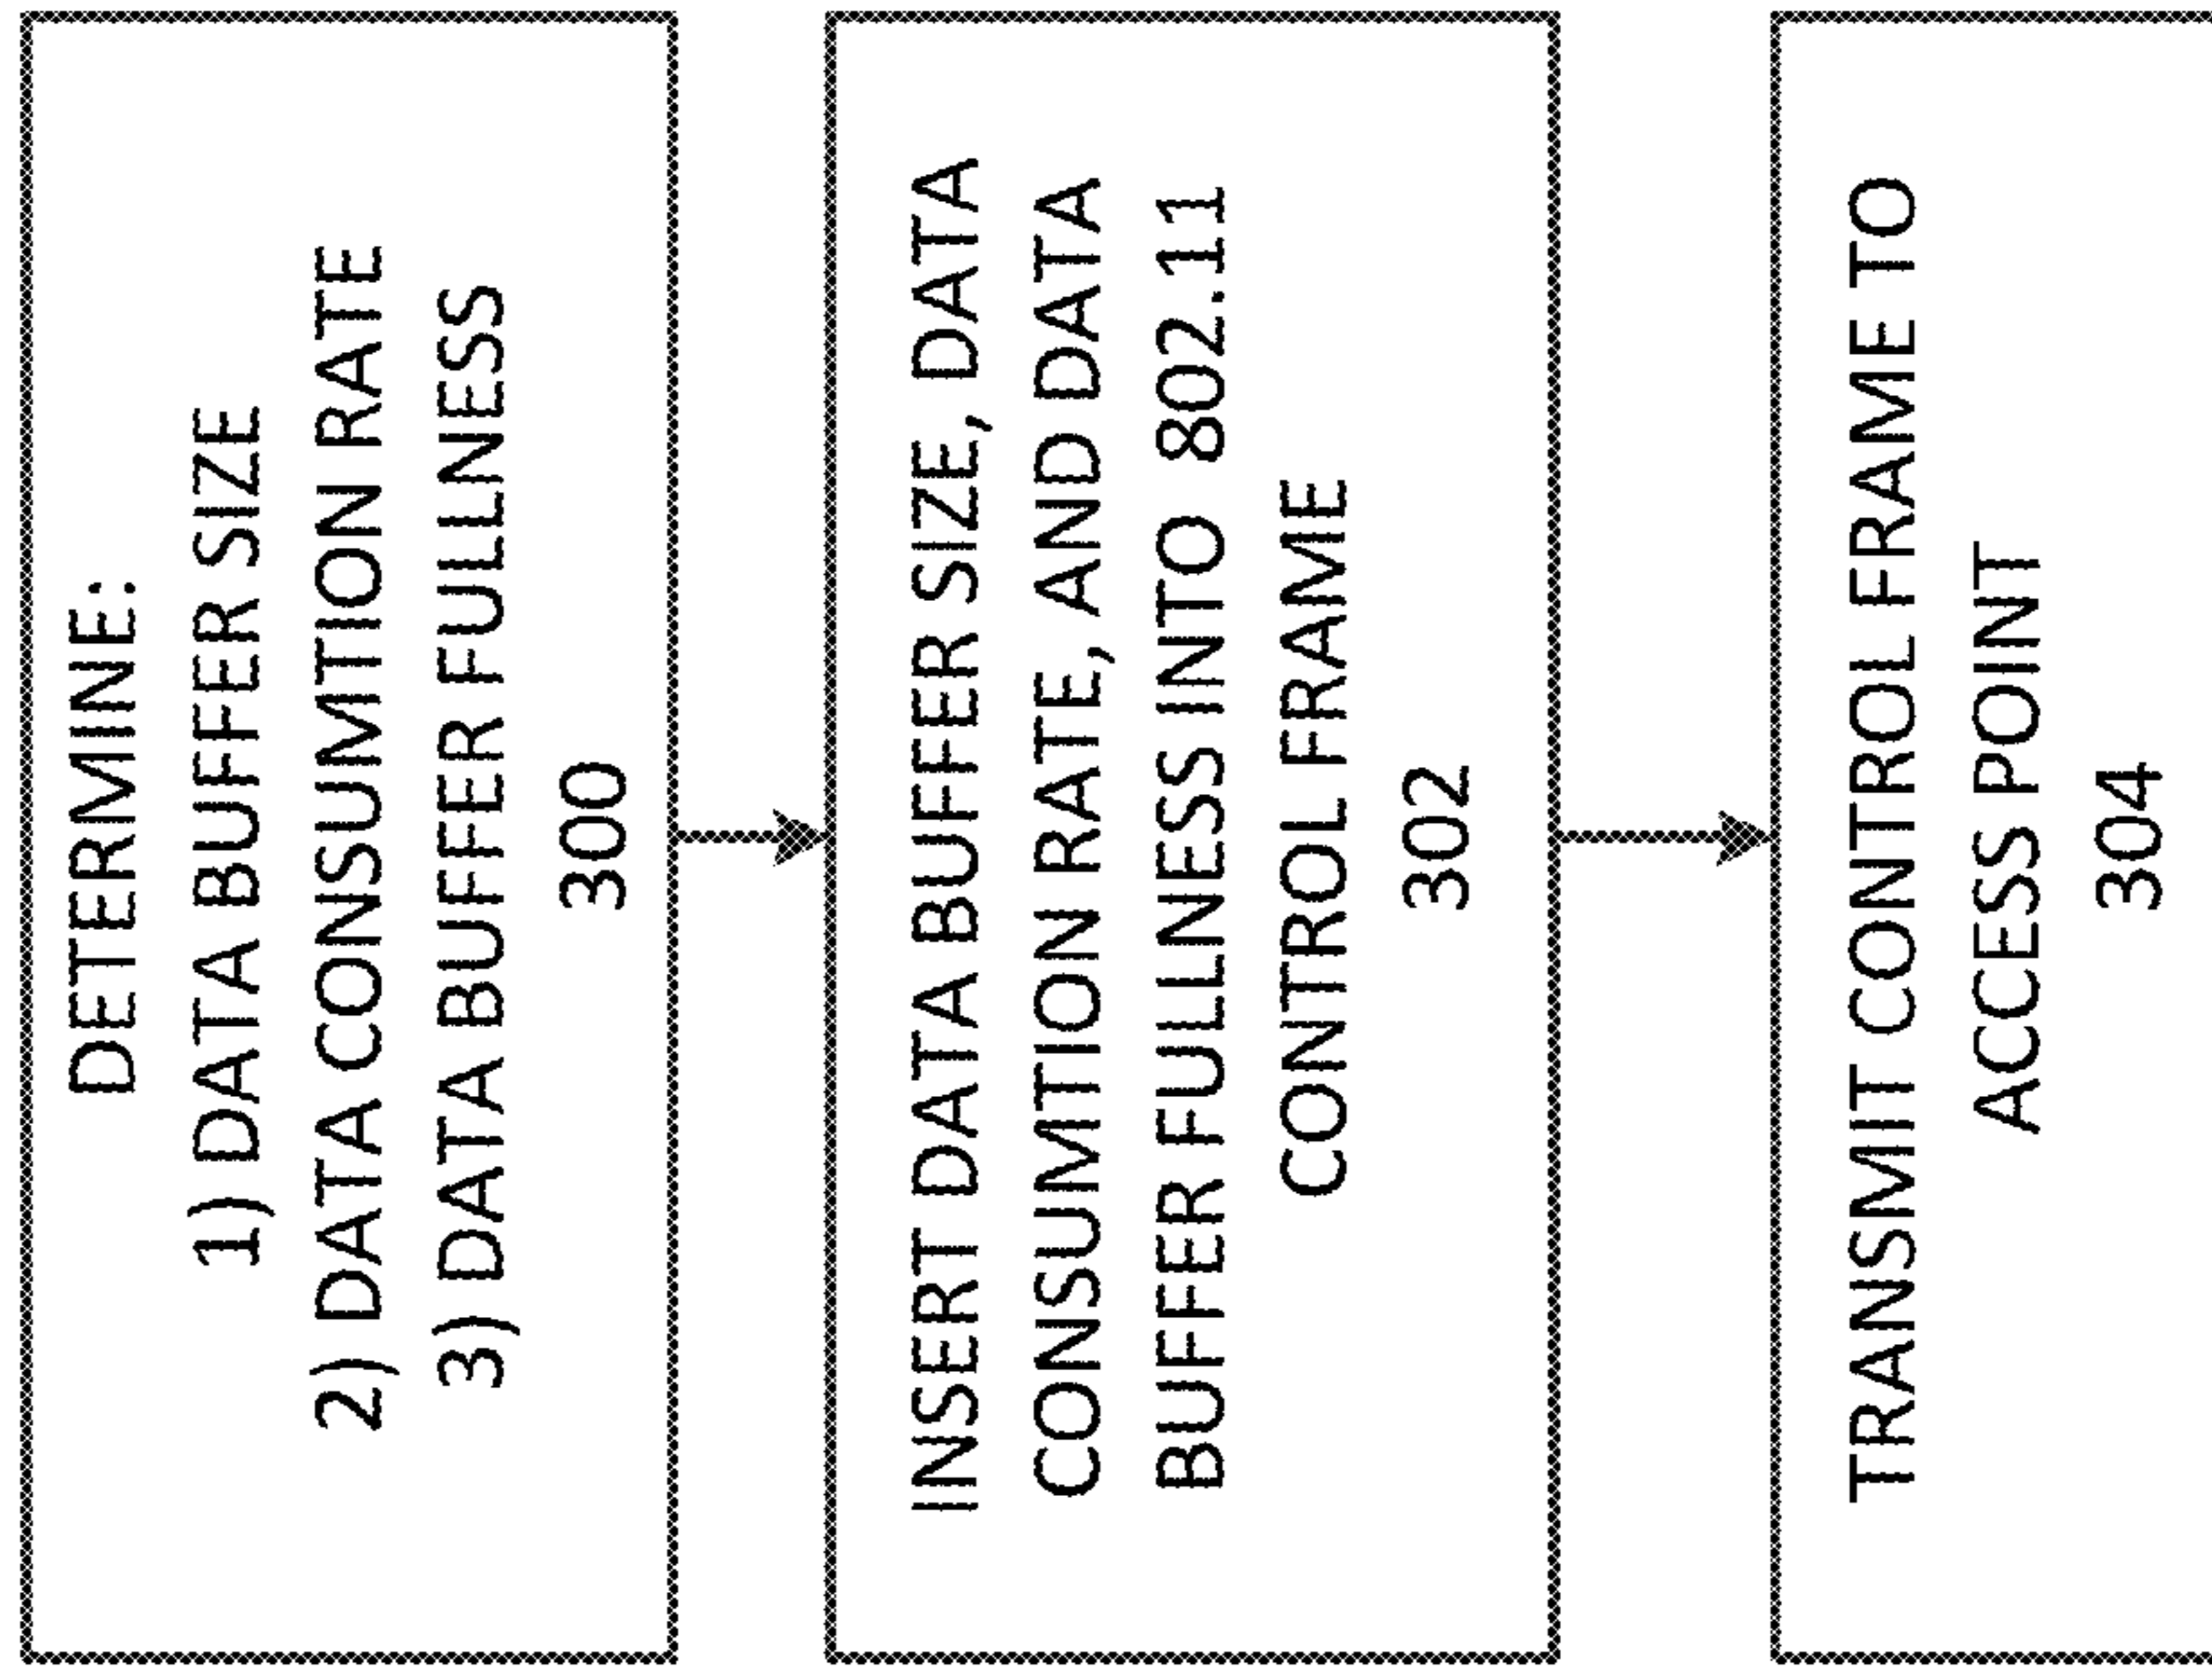 DETERMINE:
1) DATA BUFFER SIZE
2) DATA CONSUMTION RATE
3) DATA BUFFER FULLNESS
300
INSERT DATA BUFFER SIZE, DATA
CONSUMTION RATE, AND DATA
BUFFER FULLNESS INTO 802.11
CONTROL FRAME
302
TRANSMIT CONTROL FRAME TO
ACCESS POINT
304